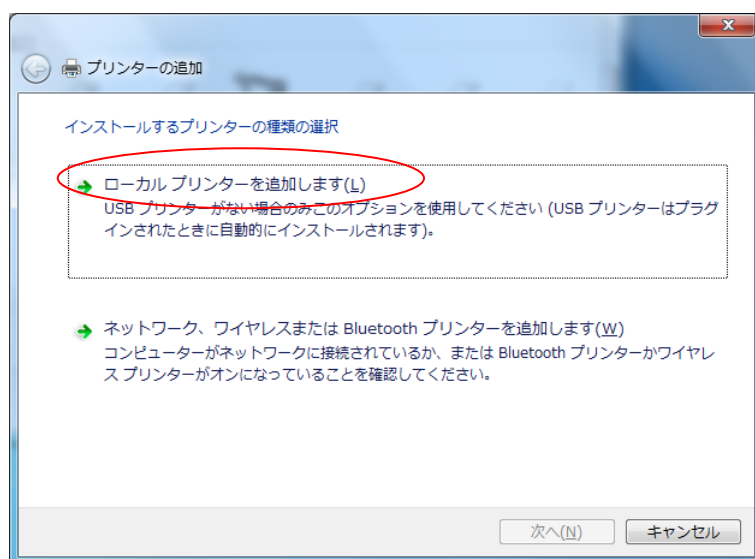 プリンターの追加
インストールするプリンターの種類の選択
ローカル プリンターを追加します(L)
USB プリンターがない場合のみこのオプションを使用してください (USB プリンターはプラグ
インされたときに自動的にインストールされます)。
ネットワーク、ワイヤレスまたは Bluetooth プリンターを追加します(W)
コンピューターがネットワークに接続されているか、または Bluetooth プリンターかワイヤレ
ス プリンターがオンになっていることを確認してください。
次へ(N) キャンセル